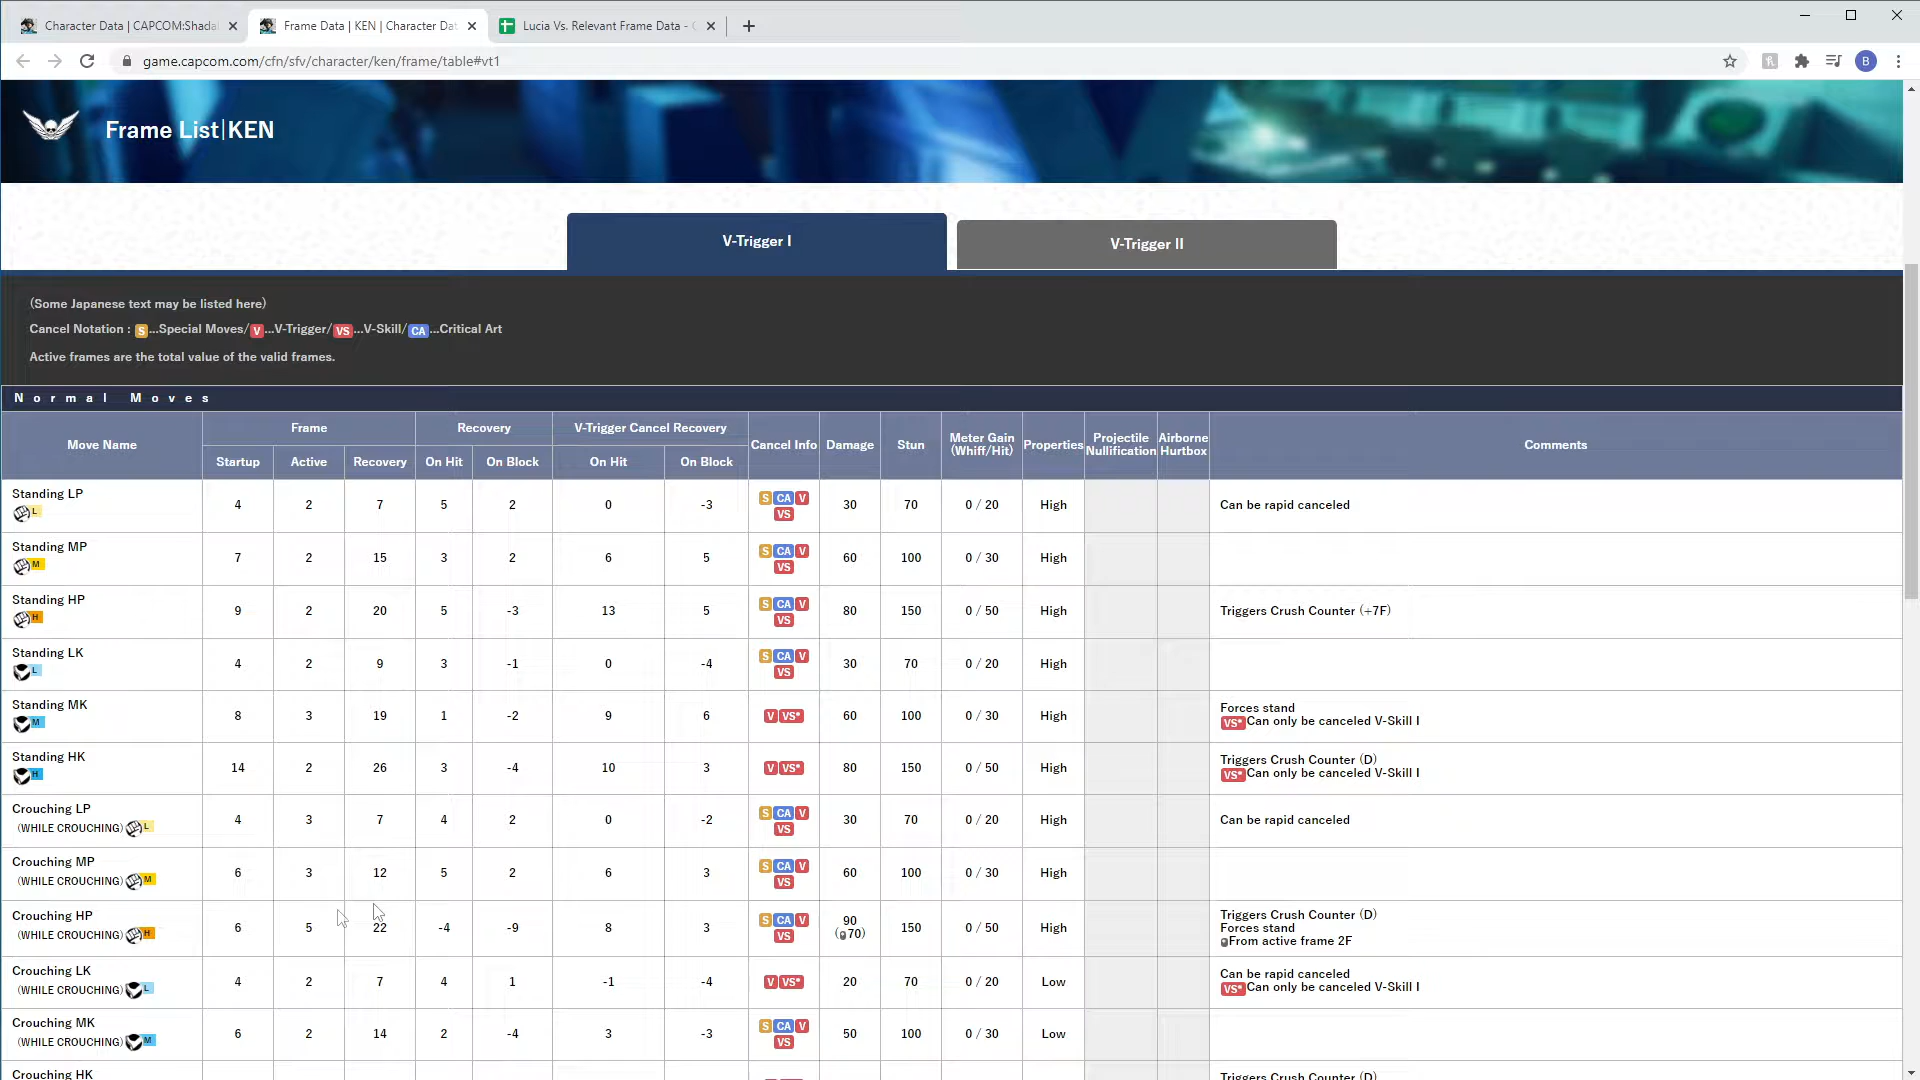 Character Data | CAPCOM:Shada
Frame Data | KEN | Character Dat
Lucia Vs. Relevant Frame Data -
game.capcom.com/cfn/sfv/character/ken/frame/table#vt1
B
Frame List|KEN
V-Trigger I
V-Trigger II
(Some Japanese text may be listed here)
Cancel Notation : S...Special Moves/V...V-Trigger/VS...V-Skill/CA...Critical Art
Active frames are the total value of the valid frames.
Normal Moves
Move Name Frame Recovery V-Trigger Cancel Recovery Cancel Info Damage Stun Meter Gain (Whiff/Hit) Properties Projectile Nullification Airborne Hurtbox Comments
Startup Active Recovery On Hit On Block On Hit On Block
Standing LP
L 4 2 7 5 2 0 -3 S CA V VS 30 70 0 / 20 High Can be rapid canceled
Standing MP
M 7 2 15 3 2 6 5 S CA V VS 60 100 0 / 30 High
Standing HP
H 9 2 20 5 -3 13 5 S CA V VS 80 150 0 / 50 High Triggers Crush Counter (+7F)
Standing LK
L 4 2 9 3 -1 0 -4 S CA V VS 30 70 0 / 20 High
Standing MK
M 8 3 19 1 -2 9 6 V VS* 60 100 0 / 30 High Forces stand
VS*Can only be canceled V-Skill I
Standing HK
H 14 2 26 3 -4 10 3 V VS* 80 150 0 / 50 High Triggers Crush Counter (D)
VS*Can only be canceled V-Skill I
Crouching LP
(WHILE CROUCHING) L 4 3 7 4 2 0 -2 S CA V VS 30 70 0 / 20 High Can be rapid canceled
Crouching MP
(WHILE CROUCHING) M 6 3 12 5 2 6 3 S CA V VS 60 100 0 / 30 High
Crouching HP
(WHILE CROUCHING) H 6 5 22 -4 -9 8 3 S CA V VS 90 (70) 150 0 / 50 High Triggers Crush Counter (D)
Forces stand
From active frame 2F
Crouching LK
(WHILE CROUCHING) L 4 2 7 4 1 -1 -4 V VS* 20 70 0 / 20 Low Can be rapid canceled
VS*Can only be canceled V-Skill I
Crouching MK
(WHILE CROUCHING) M 6 2 14 2 -4 3 -3 S CA V VS 50 100 0 / 30 Low
Crouching HK
Triggers Crush Counter (D)